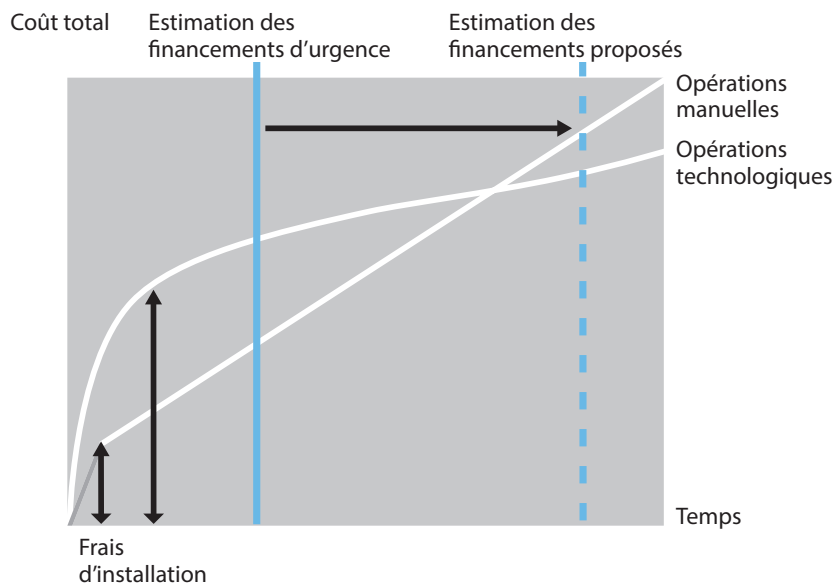 Coût total
Estimation des
financements d'urgence
Estimation des
financements proposés
Opérations
manuelles
Opérations
technologiques
Temps
Frais
d'installation